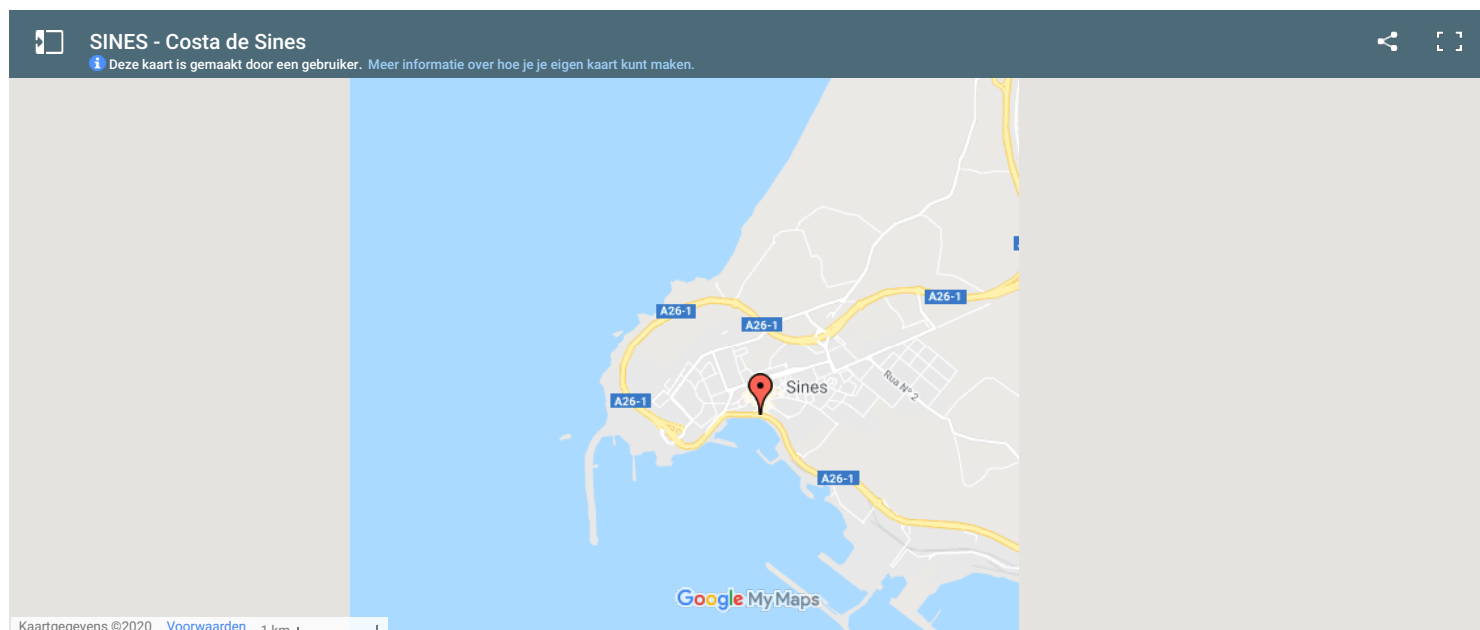 SINES - Costa de Sines
Deze kaart is gemaakt door een gebruiker. Meer informatie over hoe je je eigen kaart kunt maken.
A26-1
A26-1
A26-1
Sines
Rua Nº 2
A26-1
A26-1
Google My Maps
Kaartgegevens ©2020 Voorwaarden 1 km